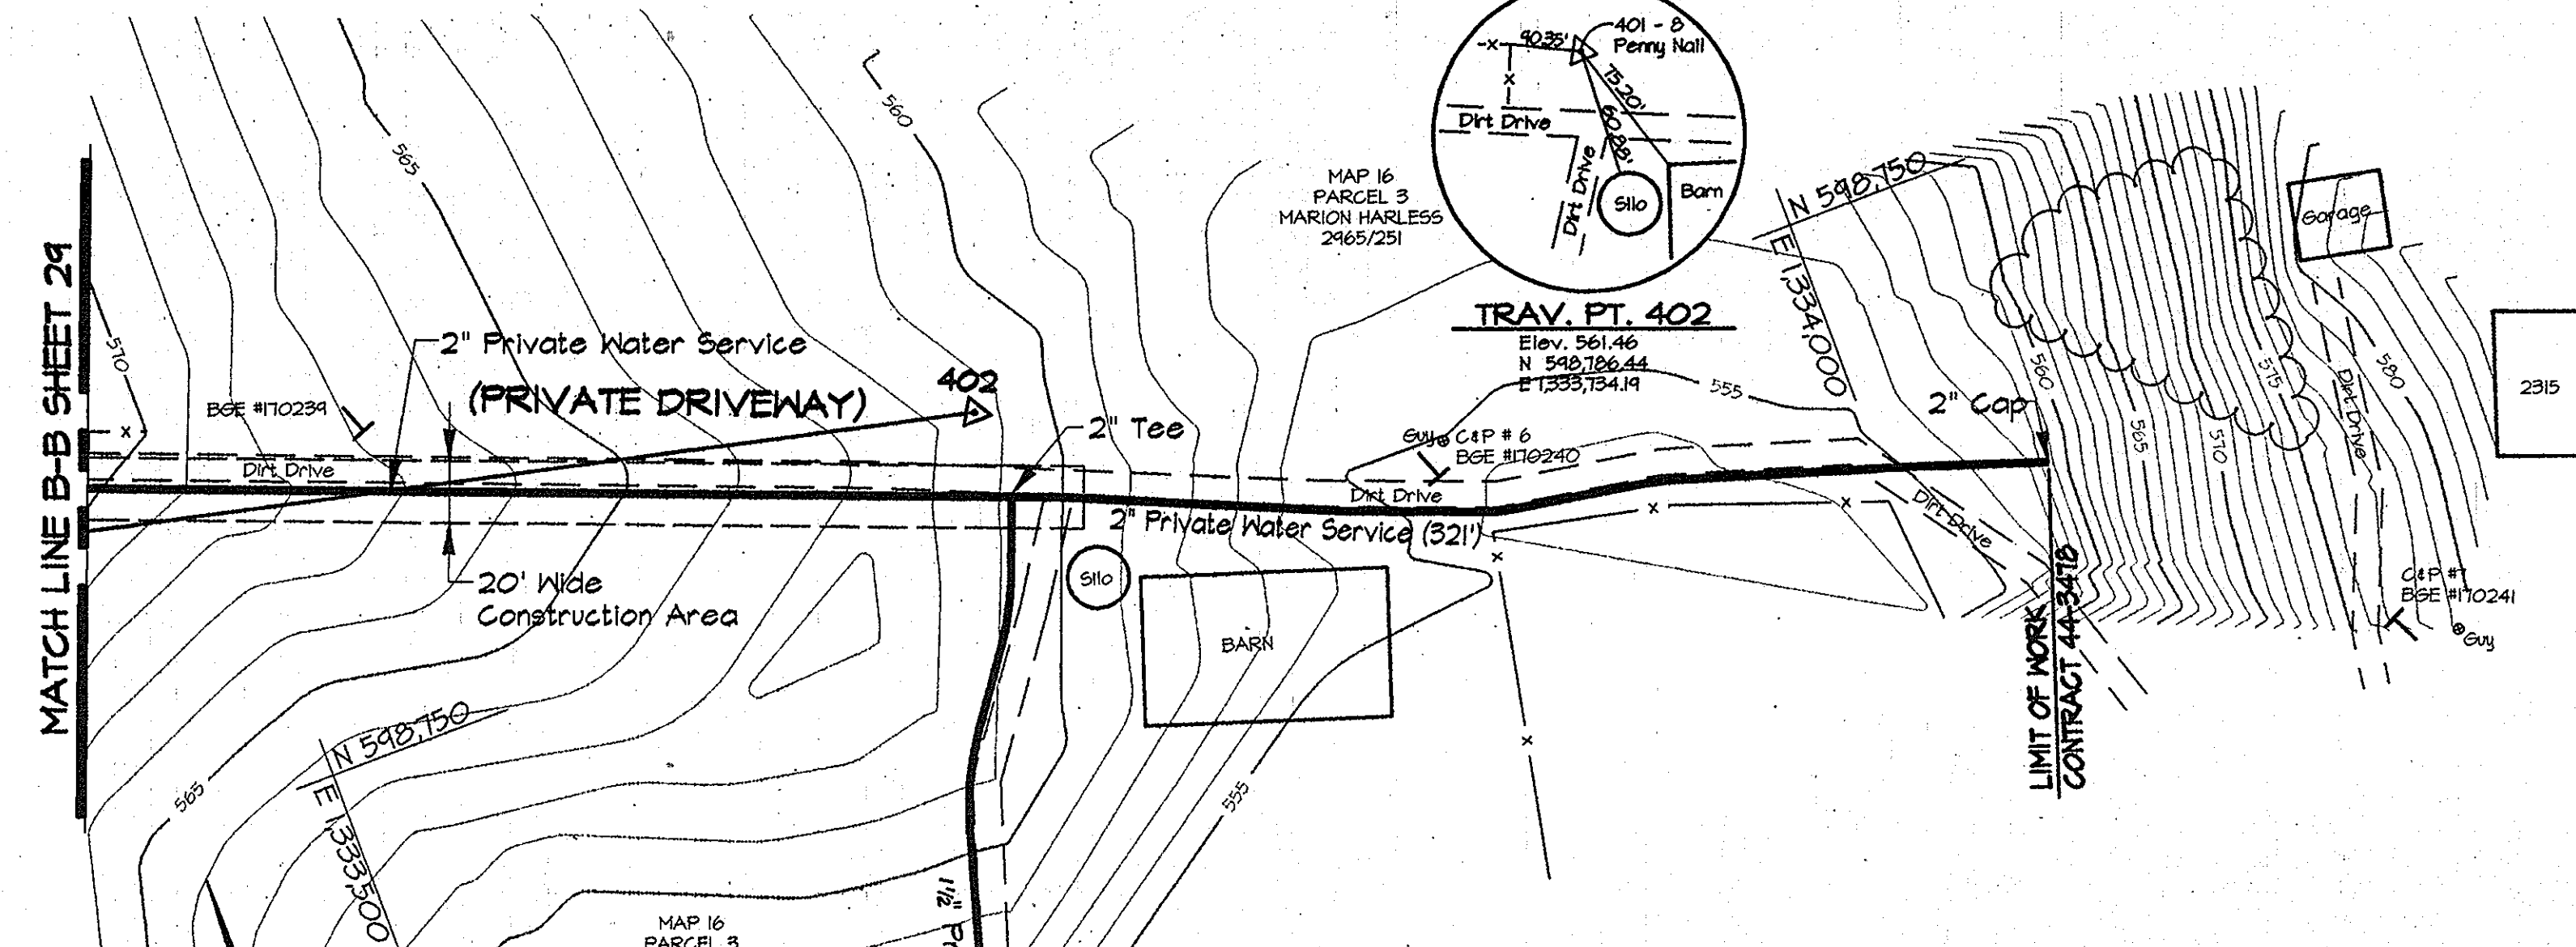 401 - 8
Penny Nail
90.35'
75.20'
60.88'
Dirt Drive
Dirt Drive
Silo
Barn
TRAV. PT. 402
Elev. 561.46
N 598,786.44
E 1,333,734.19
MAP 16
PARCEL 3
MARION HARLESS
2965/251
MATCH LINE B-B SHEET 29
570
565
560
2" Private Water Service
(PRIVATE DRIVEWAY)
402
BGE #170239
Dirt Drive
2" Tee
20' Wide
Construction Area
Silo
BARN
2" Private Water Service (321')
Dirt Drive
Guy
C&P # 6
BGE #170240
555
N 598,750
E 1,334,000
2" Cap
560
565
570
575
580
Garage
Dirt Drive
2315
Dirt Drive
C&P #7
BGE #170241
Guy
LIMIT OF WORK
CONTRACT 44-3478
565
N 598,750
E 1,333,500
555
1½"
MAP 16
PARCEL 3